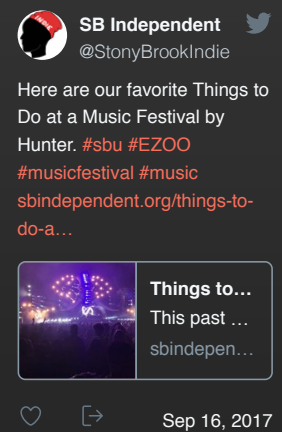 SB Independent
@StonyBrookIndie
Here are our favorite Things to
Do at a Music Festival by
Hunter. #sbu #EZOO
#musicfestival #music
sbindependent.org/things-to-
do-a…
Things to…
This past …
sbindepen…
Sep 16, 2017